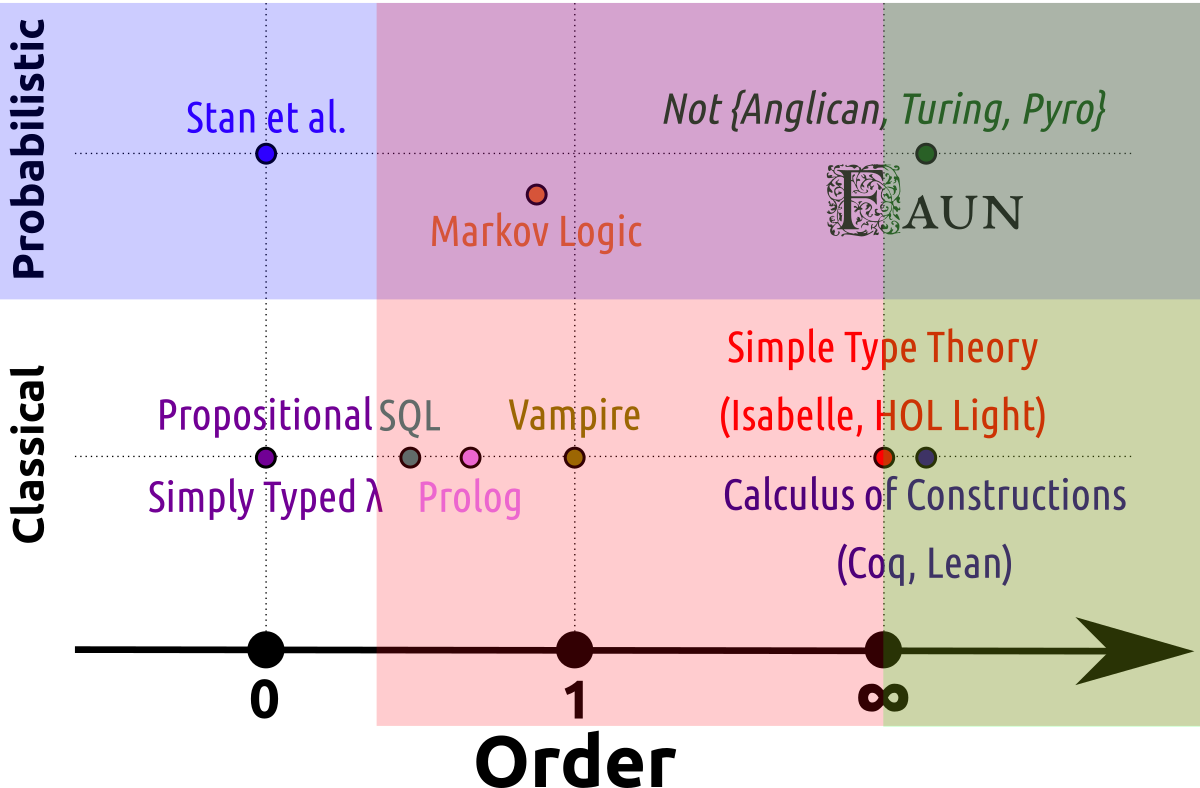 Probabilistic
Stan et al.
Not {Anglican, Turing, Pyro}
Markov Logic
FAUN
Classical
Simple Type Theory
Propositional SQL Vampire (Isabelle, HOL Light)
Simply Typed λ Prolog Calculus of Constructions
(Coq, Lean)
0 1 ∞
Order